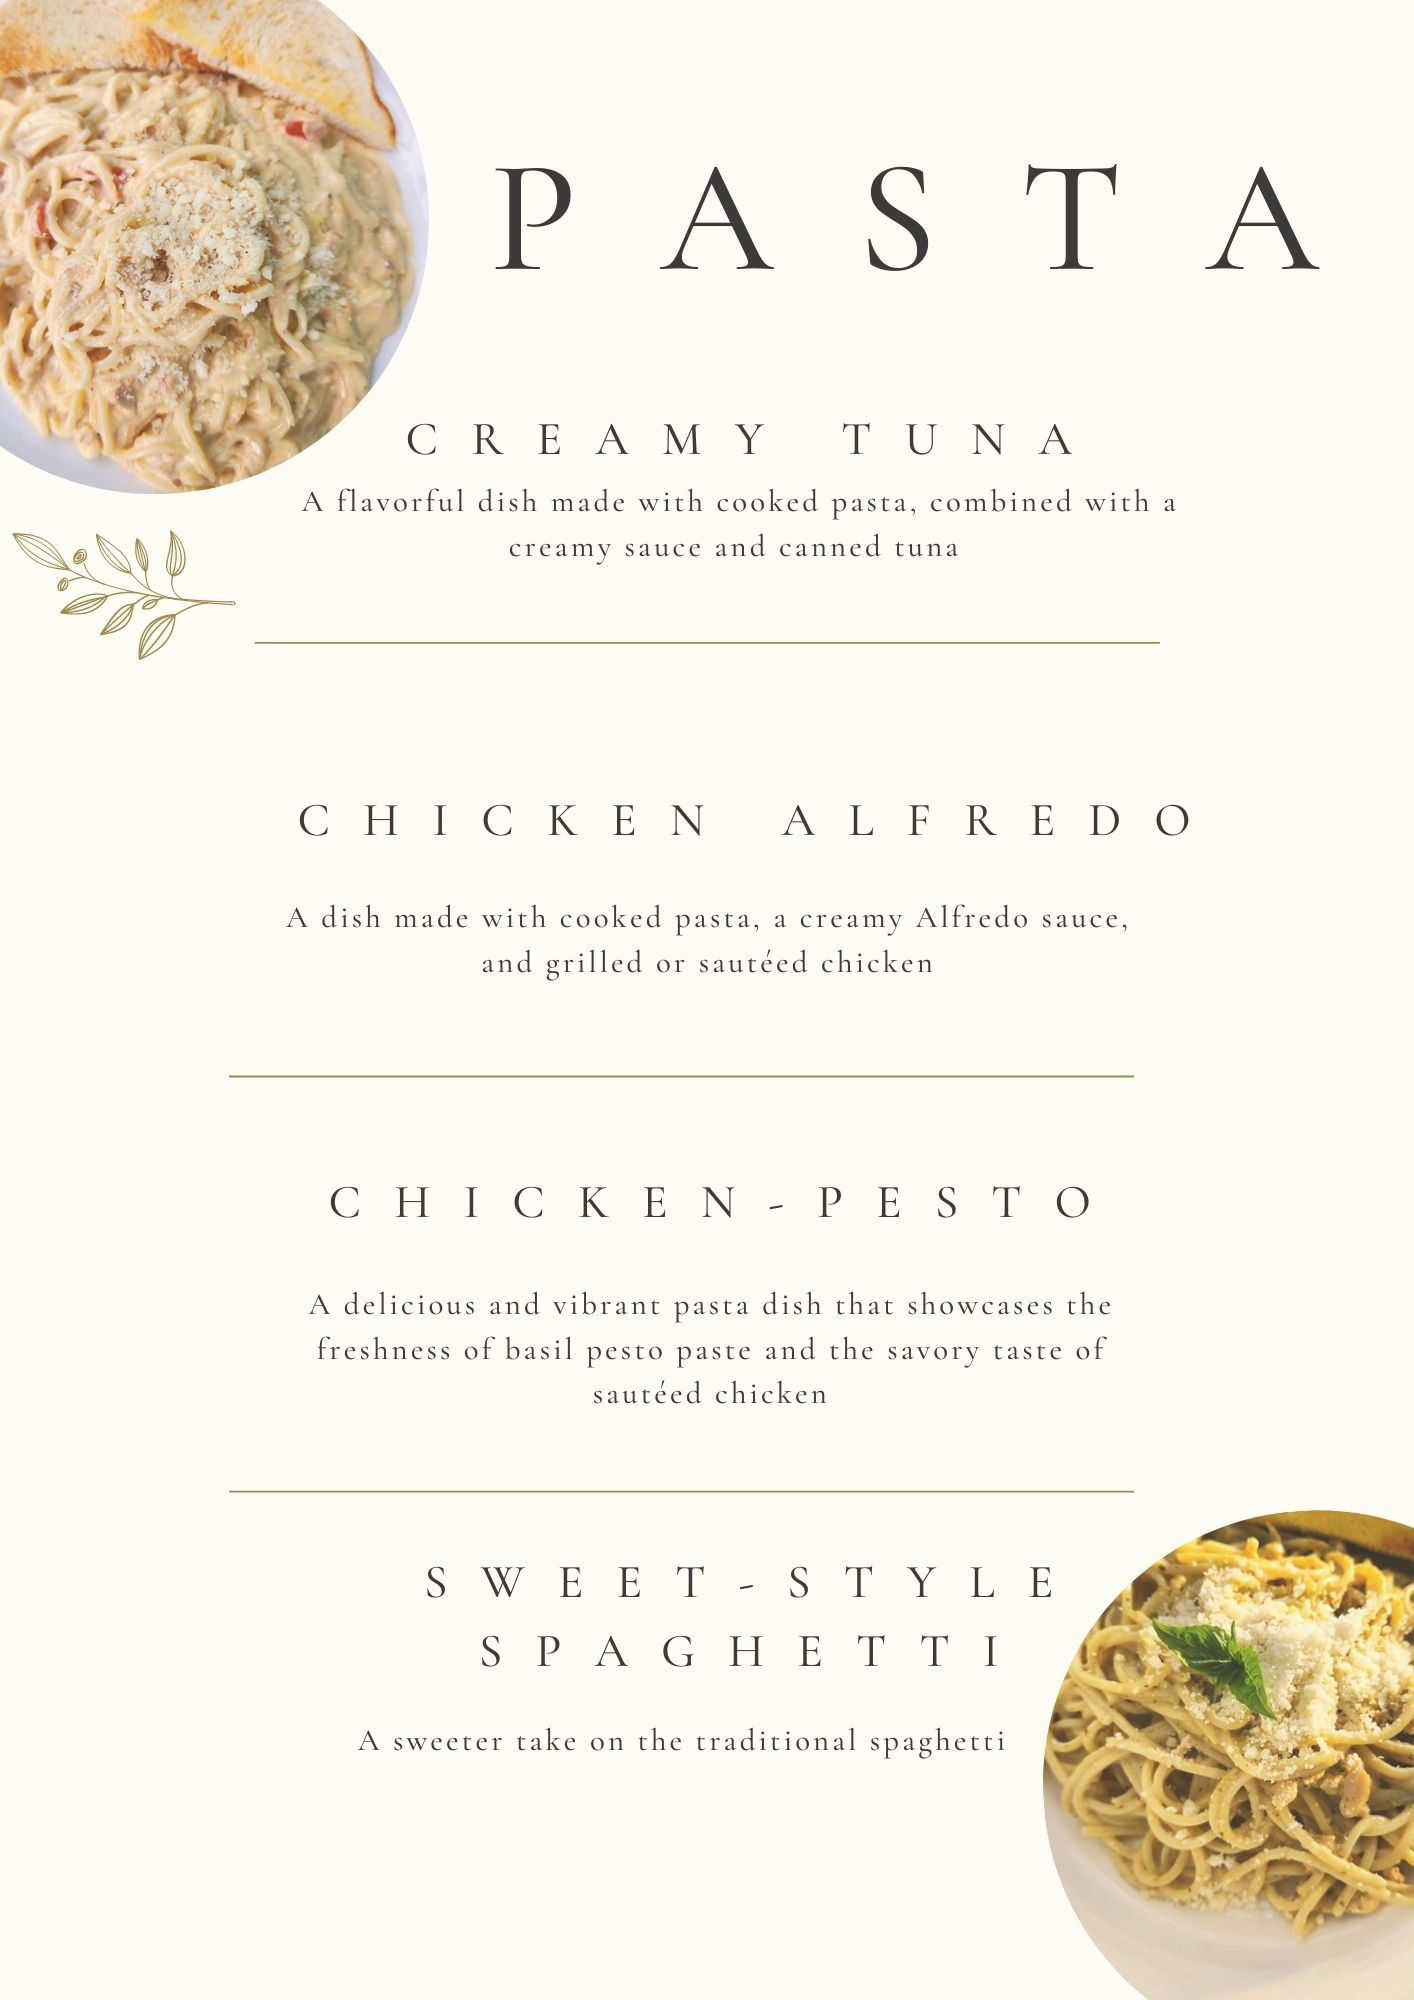 PASTA
CREAMY TUNA
A flavorful dish made with cooked pasta, combined with a
creamy sauce and canned tuna
CHICKEN ALFREDO
A dish made with cooked pasta, a creamy Alfredo sauce,
and grilled or sautéed chicken
CHICKEN-PESTO
A delicious and vibrant pasta dish that showcases the
freshness of basil pesto paste and the savory taste of
sautéed chicken
SWEET-STYLE
SPAGHETTI
A sweeter take on the traditional spaghetti